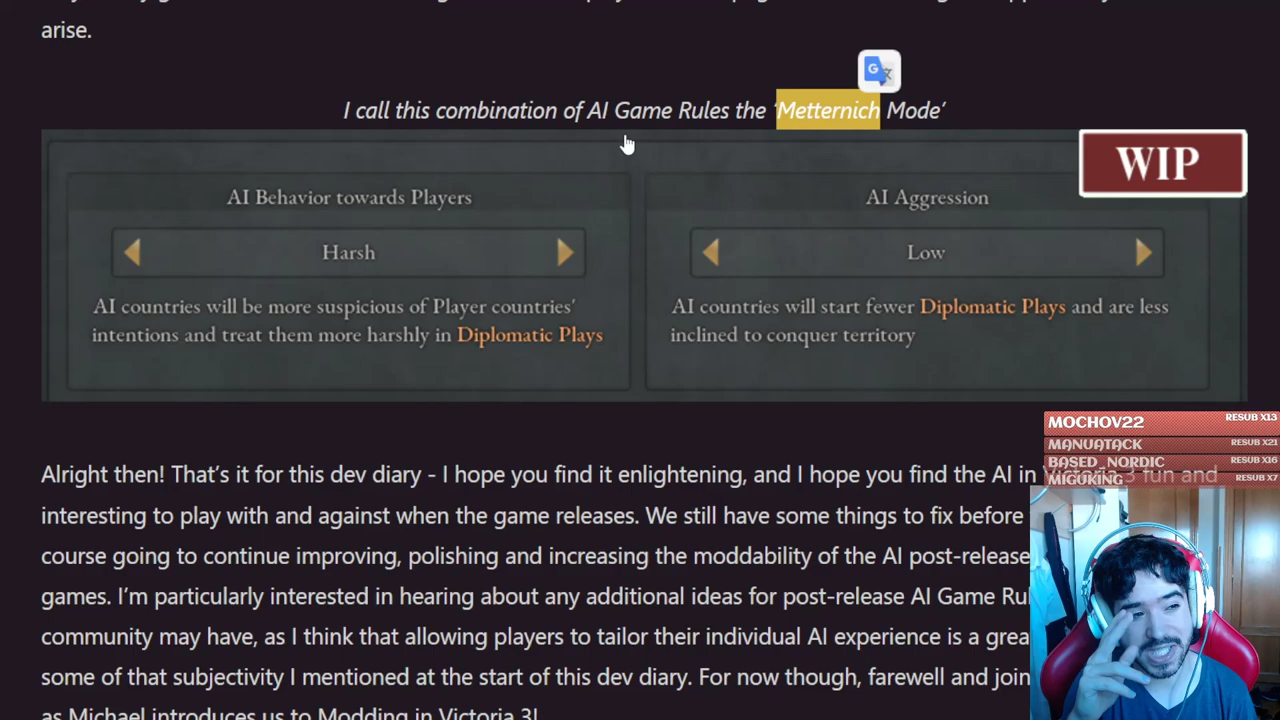 arise.
I call this combination of AI Game Rules the ‘Metternich Mode’
WIP
AI Behavior towards Players
Harsh
AI countries will be more suspicious of Player countries'
intentions and treat them more harshly in Diplomatic Plays
AI Aggression
Low
AI countries will start fewer Diplomatic Plays and are less
inclined to conquer territory
MOCHOV22 RESUB X13
MANUATACK RESUB X21
BASED_NORDIC RESUB X16
MIGUKING RESUB X7
Alright then! That’s it for this dev diary - I hope you find it enlightening, and I hope you find the AI in Victoria 3 fun and
interesting to play with and against when the game releases. We still have some things to fix before
course going to continue improving, polishing and increasing the moddability of the AI post-release
games. I’m particularly interested in hearing about any additional ideas for post-release AI Game
community may have, as I think that allowing players to tailor their individual AI experience is a
some of that subjectivity I mentioned at the start of this dev diary. For now though, farewell and join
as Michael introduces us to Modding in Victoria 3!